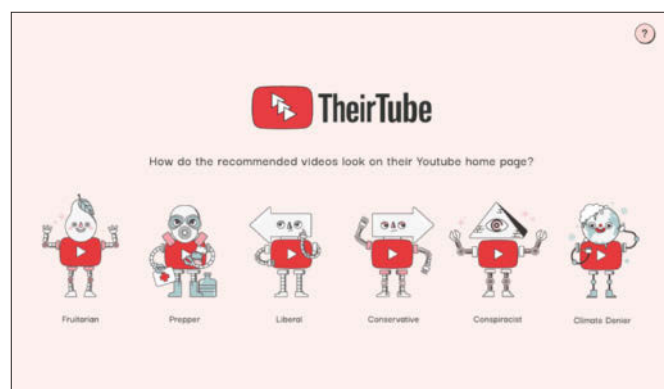 ?
TheirTube
How do the recommended videos look on their Youtube home page?
Fruitarian Prepper Liberal Conservative Conspiracist Climate Denier